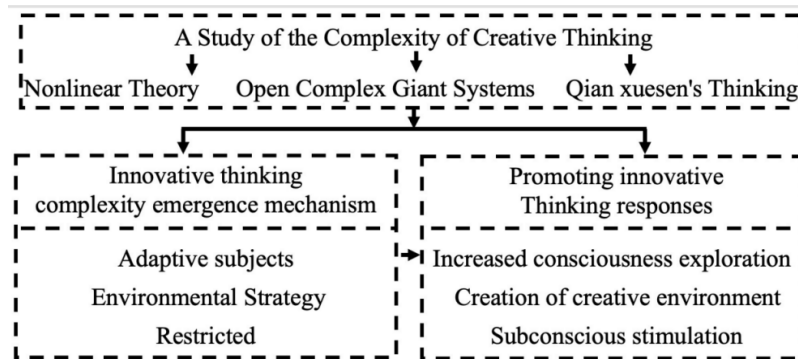 A Study of the Complexity of Creative Thinking
Nonlinear Theory Open Complex Giant Systems Qian xuesen's Thinking
Innovative thinking
complexity emergence mechanism
Adaptive subjects
Environmental Strategy
Restricted
Promoting innovative
Thinking responses
Increased consciousness exploration
Creation of creative environment
Subconscious stimulation